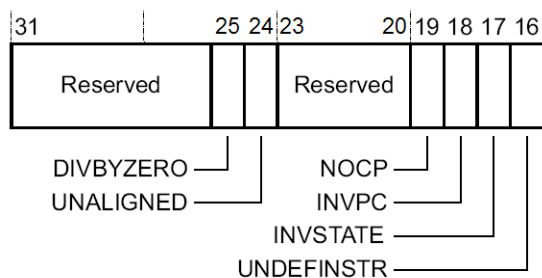 31 25 24 23 20 19 18 17 16
Reserved Reserved
DIVBYZERO NOCP
UNALIGNED INVPC
INVSTATE
UNDEFINSTR